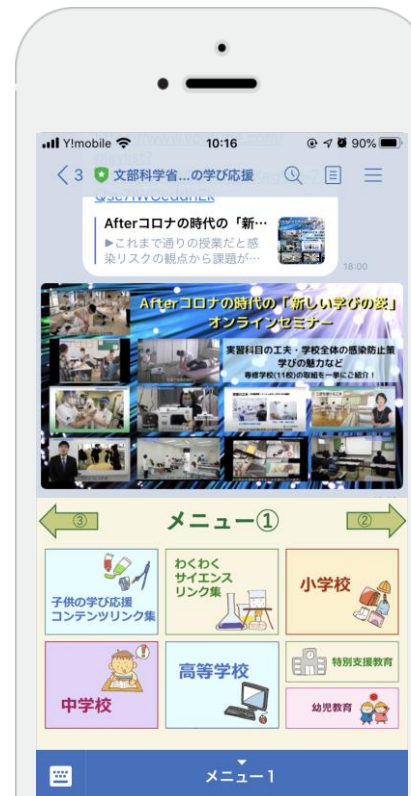 Y!mobile 10:16 90%
3 文部科学省...の学び応援
Afterコロナの時代の「新…
▶これまで通りの授業だと感
染リスクの観点から課題が…
18:00
Afterコロナの時代の「新しい学びの姿」
オンラインセミナー
実習科目の工夫・学校全体の感染防止策
学びの魅力など
専修学校(11校)の取組を一挙にご紹介！
③ メニュー① ②
子供の学び応援
コンテンツリンク集
わくわく
サイエンス
リンク集
小学校
中学校
高等学校
特別支援教育
幼児教育
メニュー1